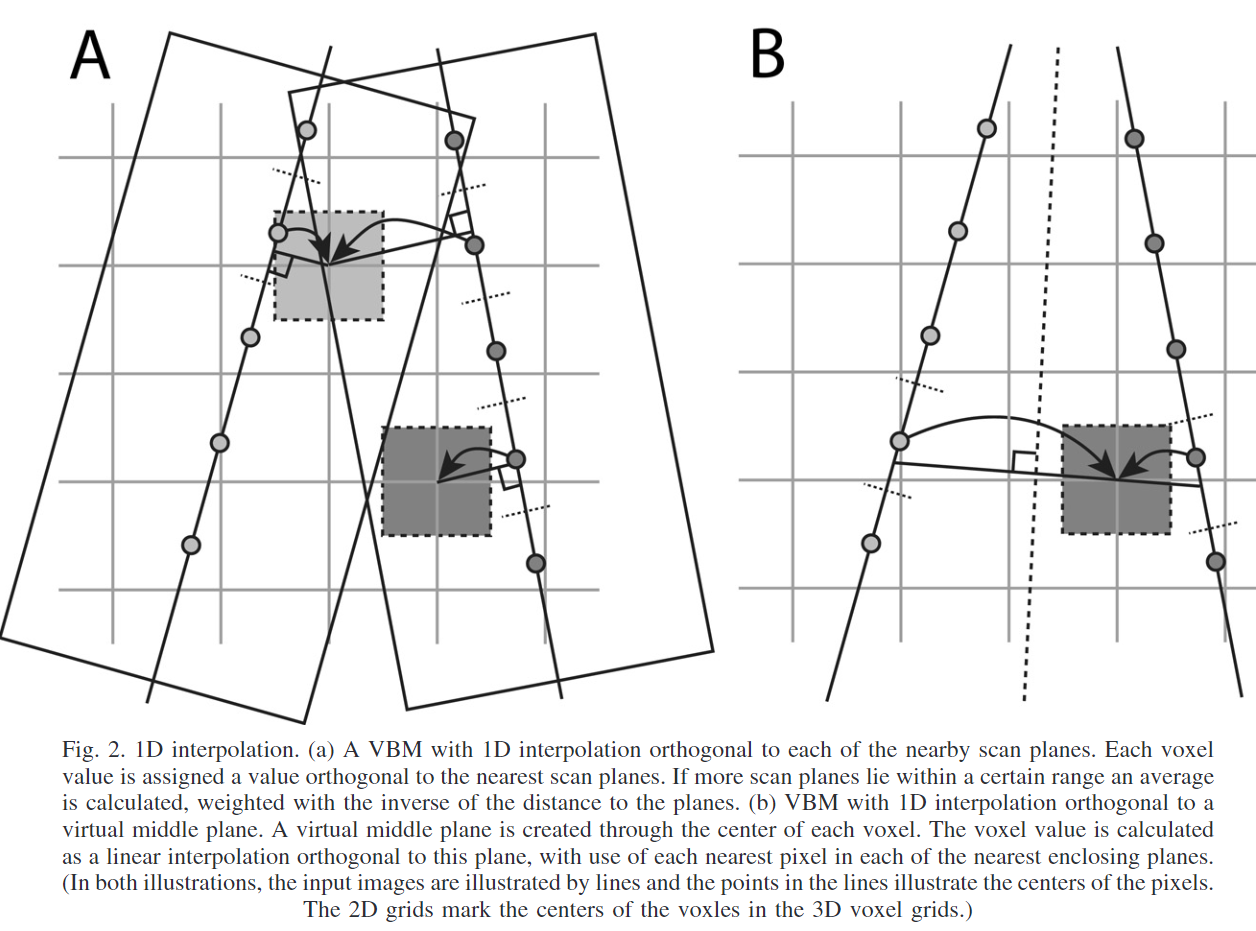 A
B
Fig. 2. 1D interpolation. (a) A VBM with 1D interpolation orthogonal to each of the nearby scan planes. Each voxel
value is assigned a value orthogonal to the nearest scan planes. If more scan planes lie within a certain range an average
is calculated, weighted with the inverse of the distance to the planes. (b) VBM with 1D interpolation orthogonal to a
virtual middle plane. A virtual middle plane is created through the center of each voxel. The voxel value is calculated
as a linear interpolation orthogonal to this plane, with use of each nearest pixel in each of the nearest enclosing planes.
(In both illustrations, the input images are illustrated by lines and the points in the lines illustrate the centers of the pixels.
The 2D grids mark the centers of the voxles in the 3D voxel grids.)